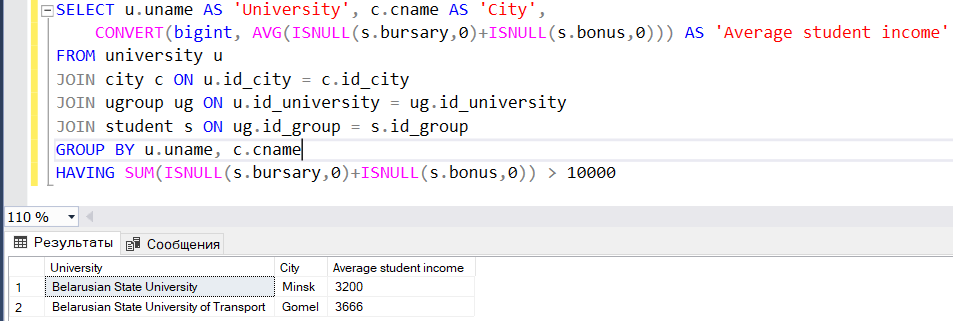 SELECT u.uname AS 'University', c.cname AS 'City',
CONVERT(bigint, AVG(ISNULL(s.bursary,0)+ISNULL(s.bonus,0))) AS 'Average student income'
FROM university u
JOIN city c ON u.id_city = c.id_city
JOIN ugroup ug ON u.id_university = ug.id_university
JOIN student s ON ug.id_group = s.id_group
GROUP BY u.uname, c.cname
HAVING SUM(ISNULL(s.bursary,0)+ISNULL(s.bonus,0)) > 10000
110 %
Результаты Сообщения
University City Average student income
1 Belarusian State University Minsk 3200
2 Belarusian State University of Transport Gomel 3666